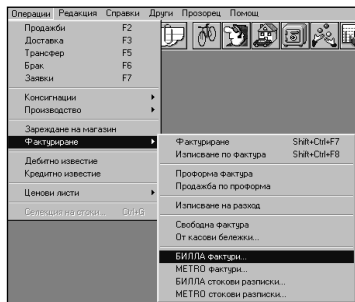 Операции Редакция Справки Други Прозорец Помощ
Продажби F2
Доставка F3
Трансфер F5
Брак F6
Заявки F7
Консигнации
Производство
Зареждане на магазин
Фактуриране
Дебитно известие
Кредитно известие
Ценови листи
Селекция на стоки... Ctrl+G
Фактуриране Shift+Ctrl+F7
Изписване по фактура Shift+Ctrl+F8
Проформа фактура
Продажба по проформа
Изписване на разход
Свободна фактура
От касови бележки...
БИЛЛА фактури...
METRO фактури...
БИЛЛА стокови разписки...
METRO стокови разписки...